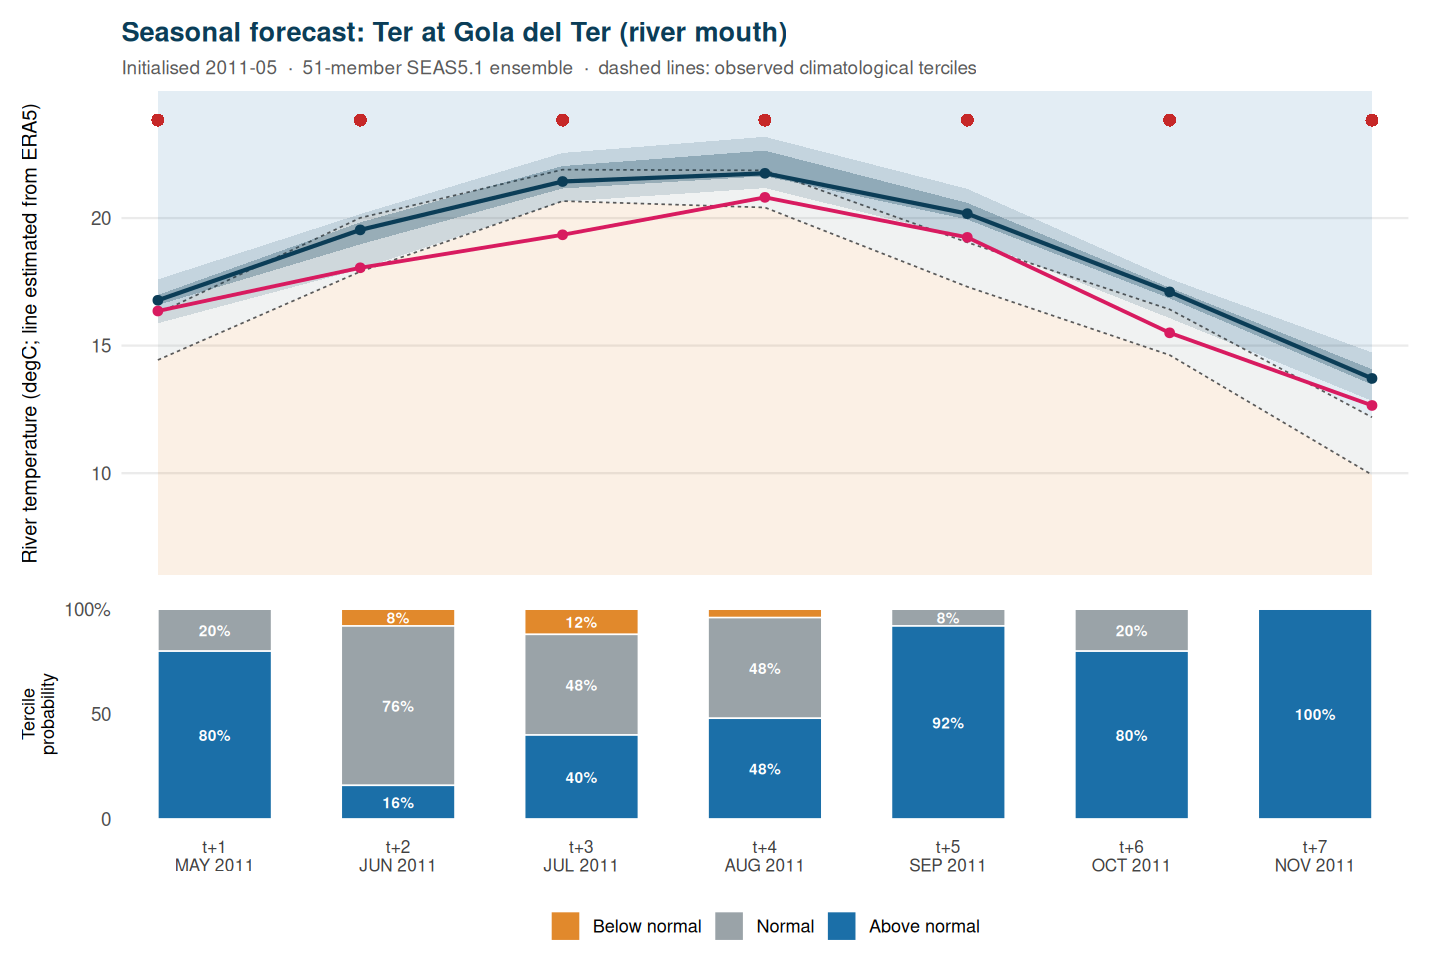 Seasonal forecast: Ter at Gola del Ter (river mouth)
Initialised 2011-05 · 51-member SEAS5.1 ensemble · dashed lines: observed climatological terciles
River temperature (degC; line estimated from ERA5)
20
15
10
Tercile
probability
100%
50
0
20%
80%
8%
76%
16%
12%
48%
40%
48%
48%
8%
92%
20%
80%
100%
t+1
MAY 2011
t+2
JUN 2011
t+3
JUL 2011
t+4
AUG 2011
t+5
SEP 2011
t+6
OCT 2011
t+7
NOV 2011
Below normal
Normal
Above normal